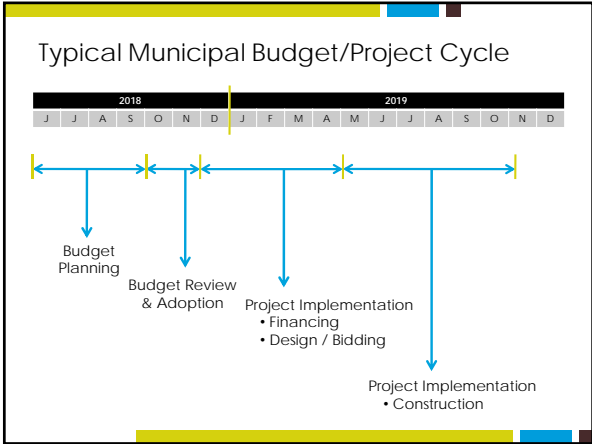 Typical Municipal Budget/Project Cycle
2018 2019
J J A S O N D J F M A M J J A S O N D
Budget
Planning
Budget Review
& Adoption
Project Implementation
• Financing
• Design / Bidding
Project Implementation
• Construction